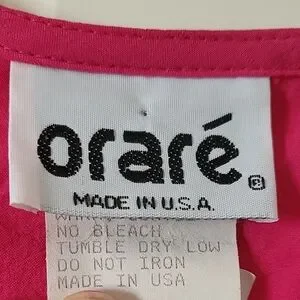 oraré®
MADE IN U.S.A.
NO BLEACH
TUMBLE DRY LOW
DO NOT IRON
MADE IN USA